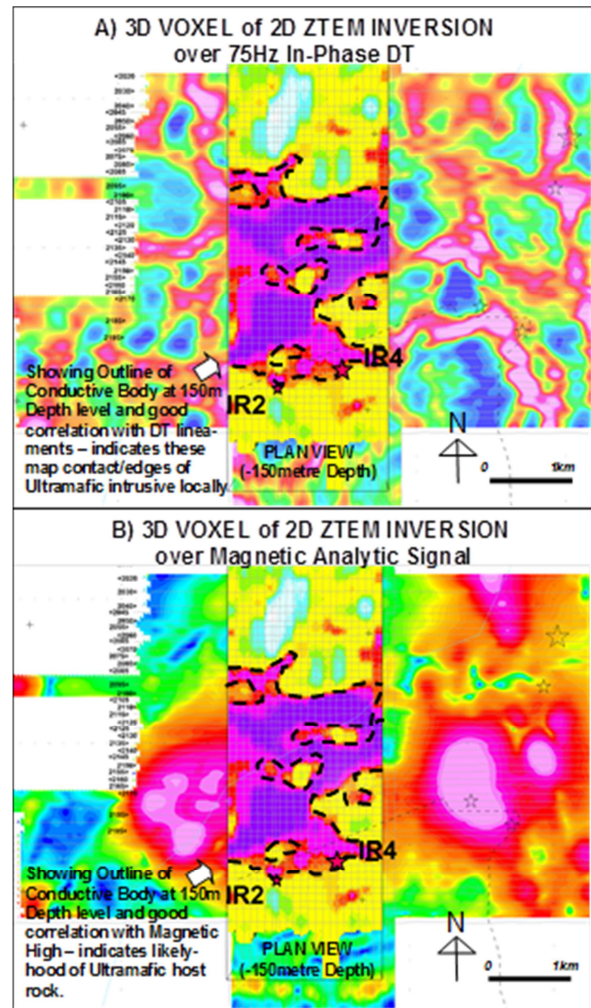 A) 3D VOXEL of 2D ZTEM INVERSION
over 75Hz In-Phase DT
IR4
Showing Outline of
Conductive Body at 150m
Depth level and good
correlation with DT linea-
ments – indicates these
map contact/edges of
Ultramafic intrusive locally
IR2
PLAN VIEW
(-150metre Depth)
N
0 1km
B) 3D VOXEL of 2D ZTEM INVERSION
over Magnetic Analytic Signal
IR4
Showing Outline of
Conductive Body at 150m
Depth level and good
correlation with Magnetic
High – indicates likely-
hood of Ultramafic host
rock.
IR2
PLAN VIEW
(-150metre Depth)
N
0 1km